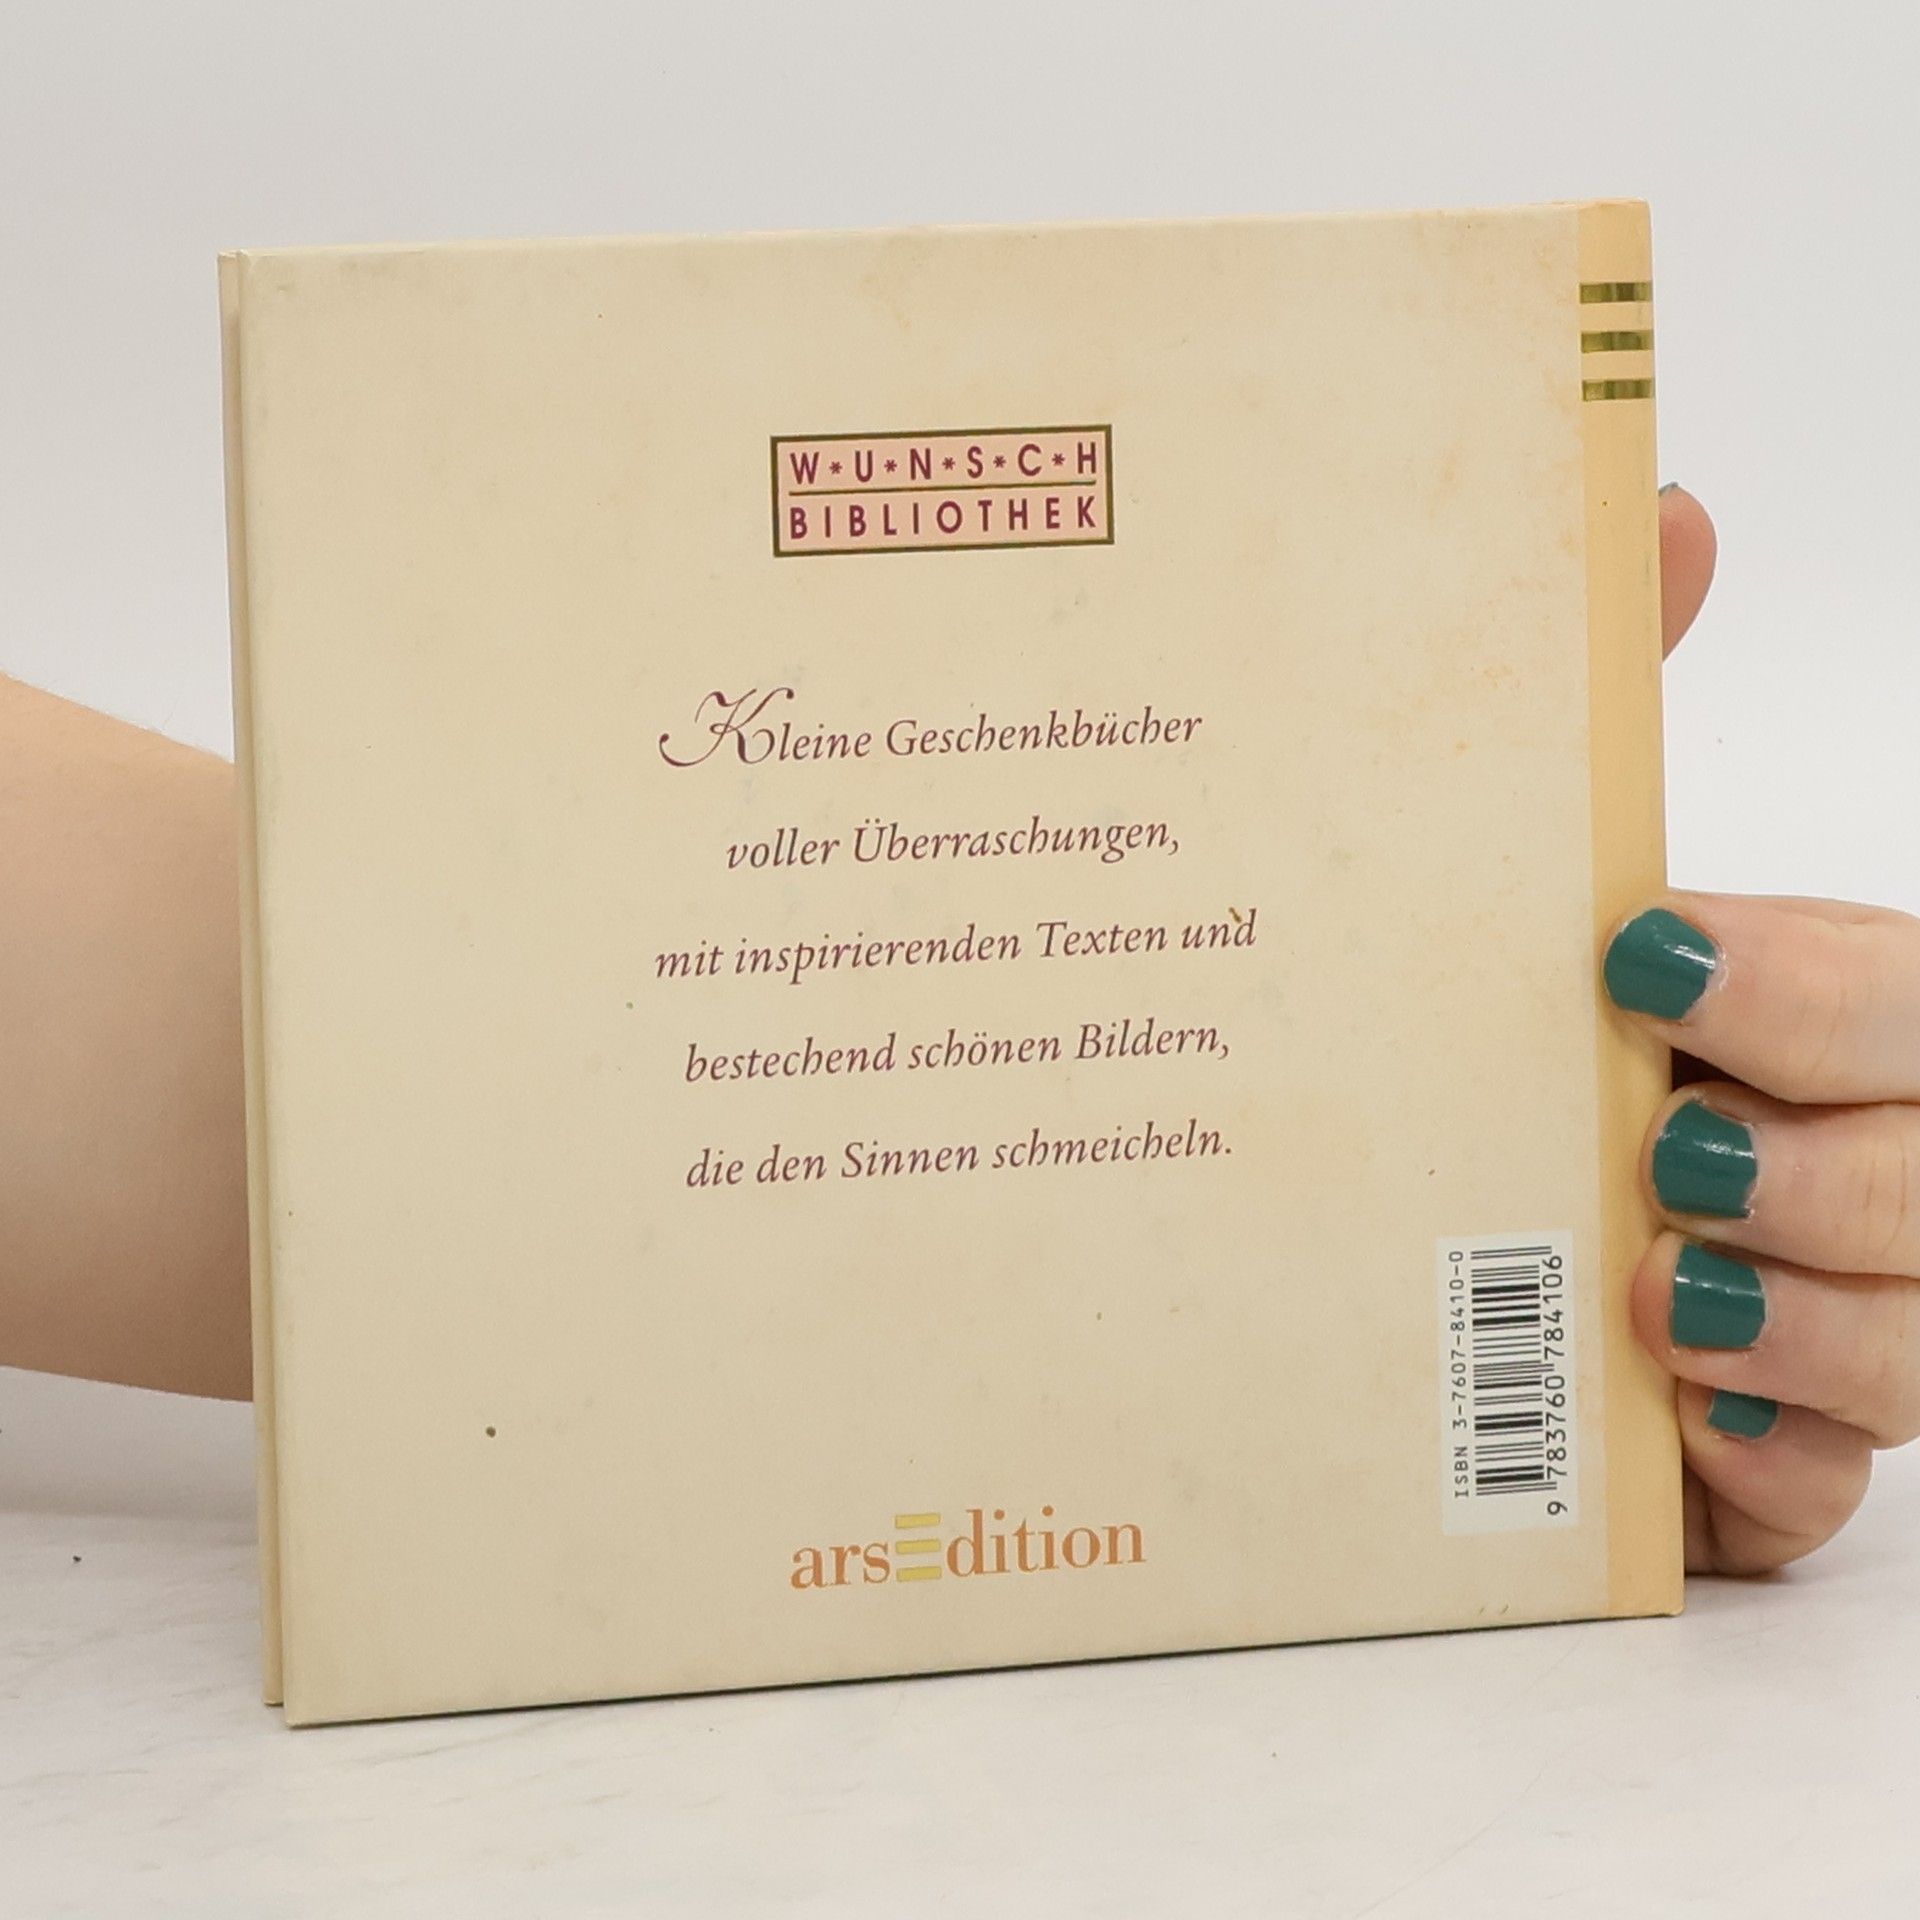 W*U*N*S*C*H
BIBLIOTHEK
Kleine Geschenkbücher
voller Überraschungen,
mit inspirierenden Texten und
bestechend schönen Bildern,
die den Sinnen schmeicheln.
ISBN 3-7607-8410-0
9 783760 784106
arsEdition